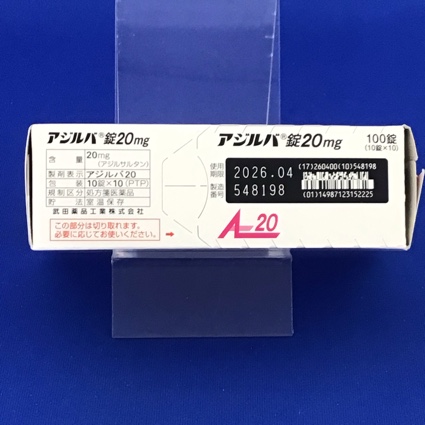 アジルバ®錠20mg
含量 20mg
(アジルサルタン)
製剤表示 アジルバ20
包装 10錠×10(PTP)
規制区分 処方箋医薬品
貯法 室温保存
武田薬品工業株式会社
この部分は切り取れます。
必要に応じてお使いください。→
アジルバ®錠20mg 100錠
(10錠×10)
使用期限 2026.04
製造番号 548198
(17)260400(10)548198
(01)14987123152225
A 20